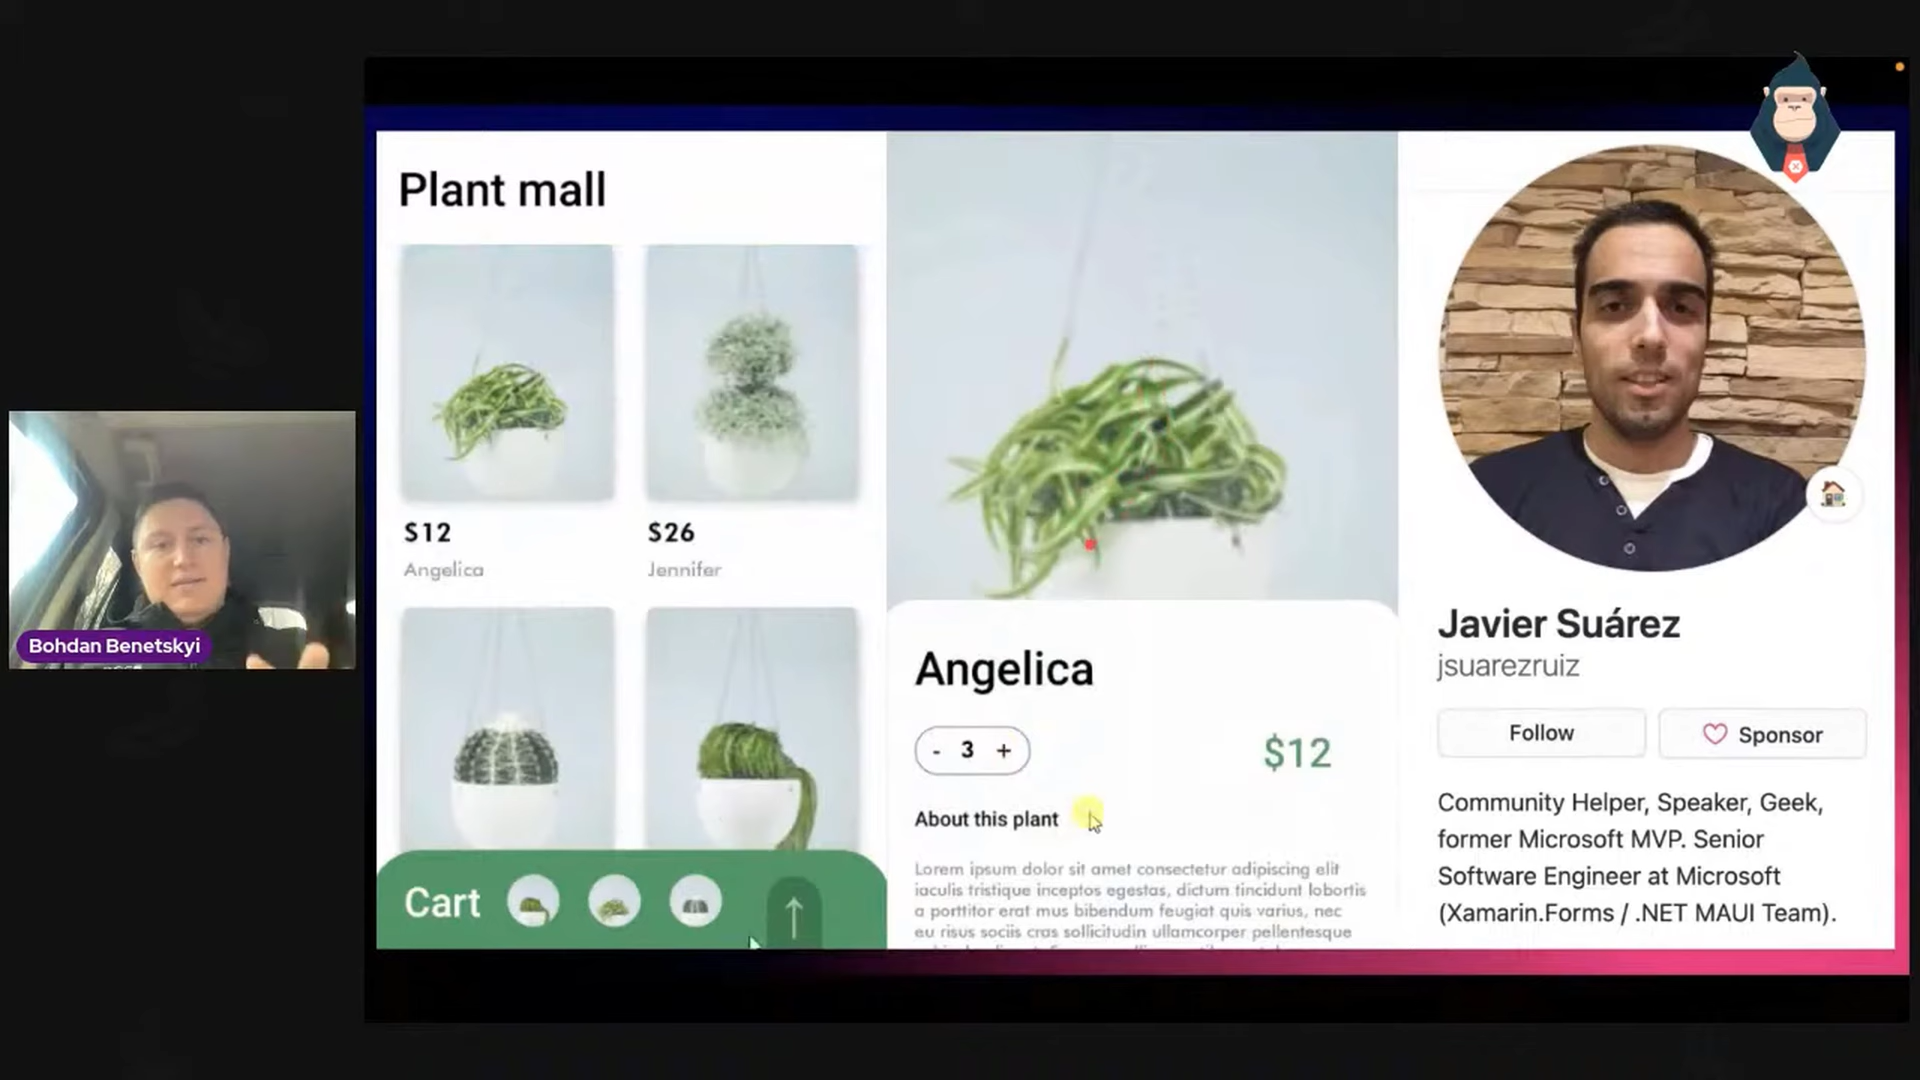 Bohdan Benetskyi
Plant mall
$12
Angelica
$26
Jennifer
Cart
Angelica
- 3 +
$12
About this plant
Lorem ipsum dolor sit amet consectetur adipiscing elit
iaculis tristique inceptos egestas, dictum tincidunt lobortis
a porttitor erat mus bibendum feugiat quis varius, nec
eu risus sociis cras sollicitudin ullamcorper pellentesque
Javier Suárez
jsuarezruiz
Follow
Sponsor
Community Helper, Speaker, Geek,
former Microsoft MVP. Senior
Software Engineer at Microsoft
(Xamarin.Forms / .NET MAUI Team).